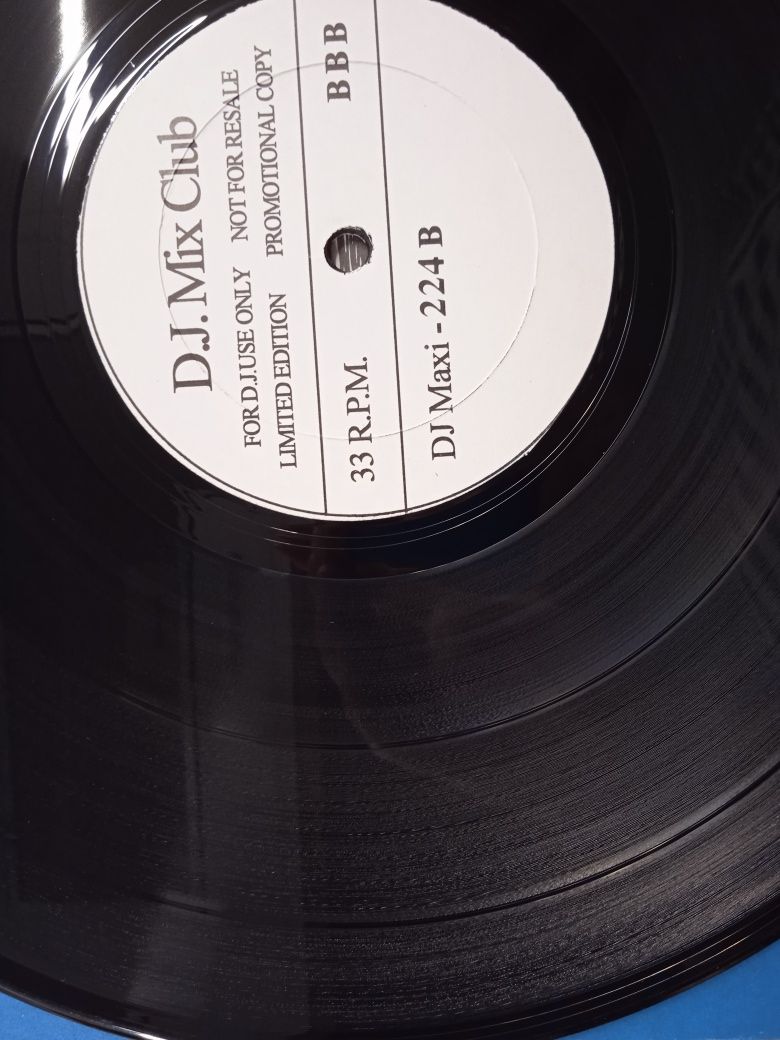 D.J. Mix Club
FOR D.J.USE ONLY NOT FOR RESALE
LIMITED EDITION PROMOTIONAL COPY
33 R.P.M. B B B
DJ Maxi - 224 B